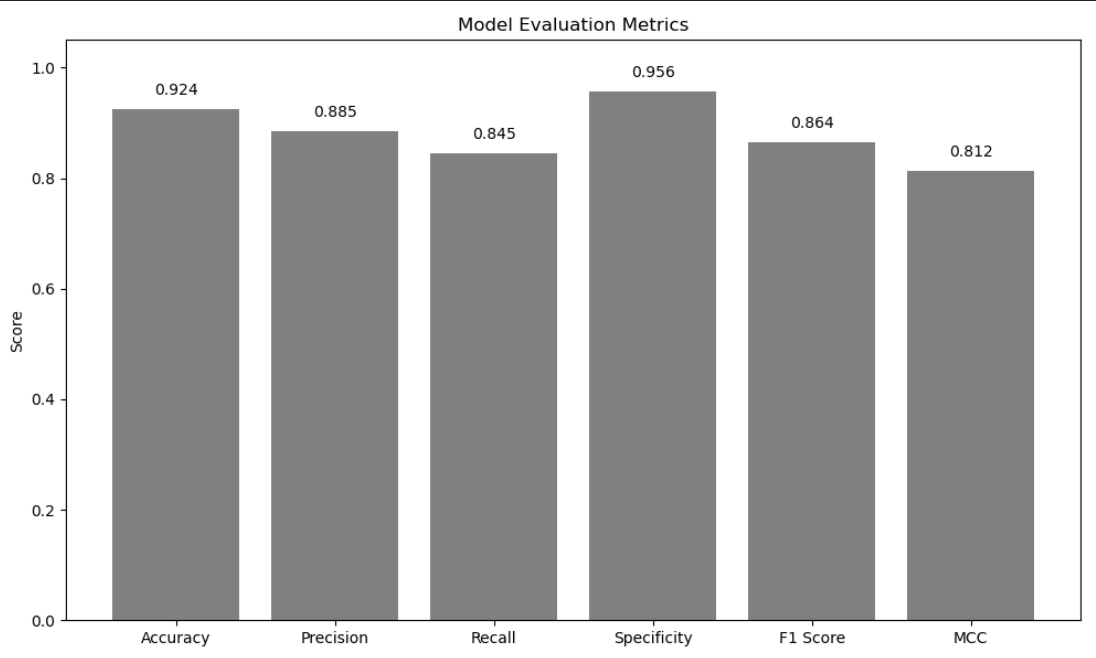 Model Evaluation Metrics
Score
1.0
0.8
0.6
0.4
0.2
0.0
0.924
0.885
0.845
0.956
0.864
0.812
Accuracy
Precision
Recall
Specificity
F1 Score
MCC